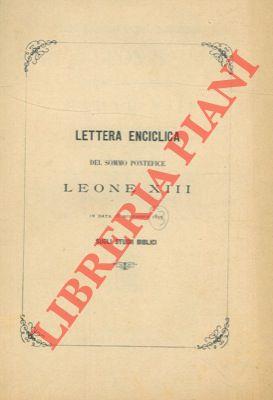 LETTERA ENCICLICA
DEL SOMMO PONTEFICE
LEONE XIII
IN DATA
SUGLI STUDI BIBLICI
LIBRERIA PIANI